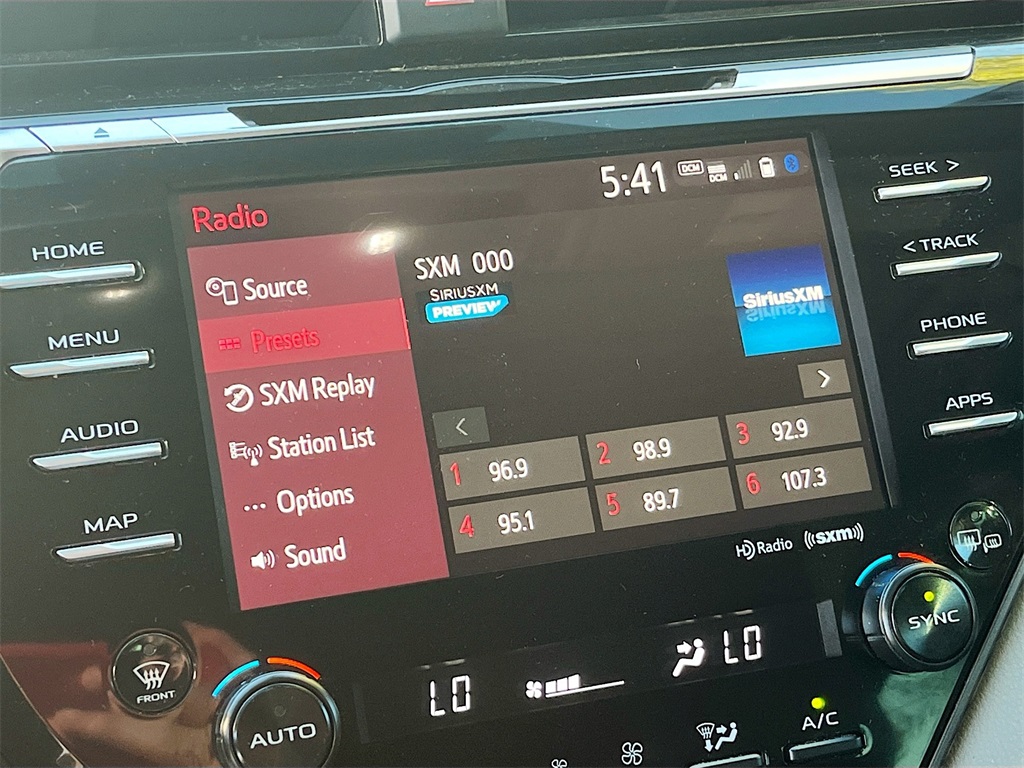 5:41
DCM
DCM
Radio
Source
Presets
SXM Replay
Station List
Options
Sound
SXM 000
SIRIUSXM
PREVIEW
SiriusXM
<
>
1 96.9
2 98.9
3 92.9
4 95.1
5 89.7
6 107.3
HD Radio
((sxm))
HOME
MENU
AUDIO
MAP
SEEK >
< TRACK
PHONE
APPS
FRONT
AUTO
LO
LO
SYNC
A/C